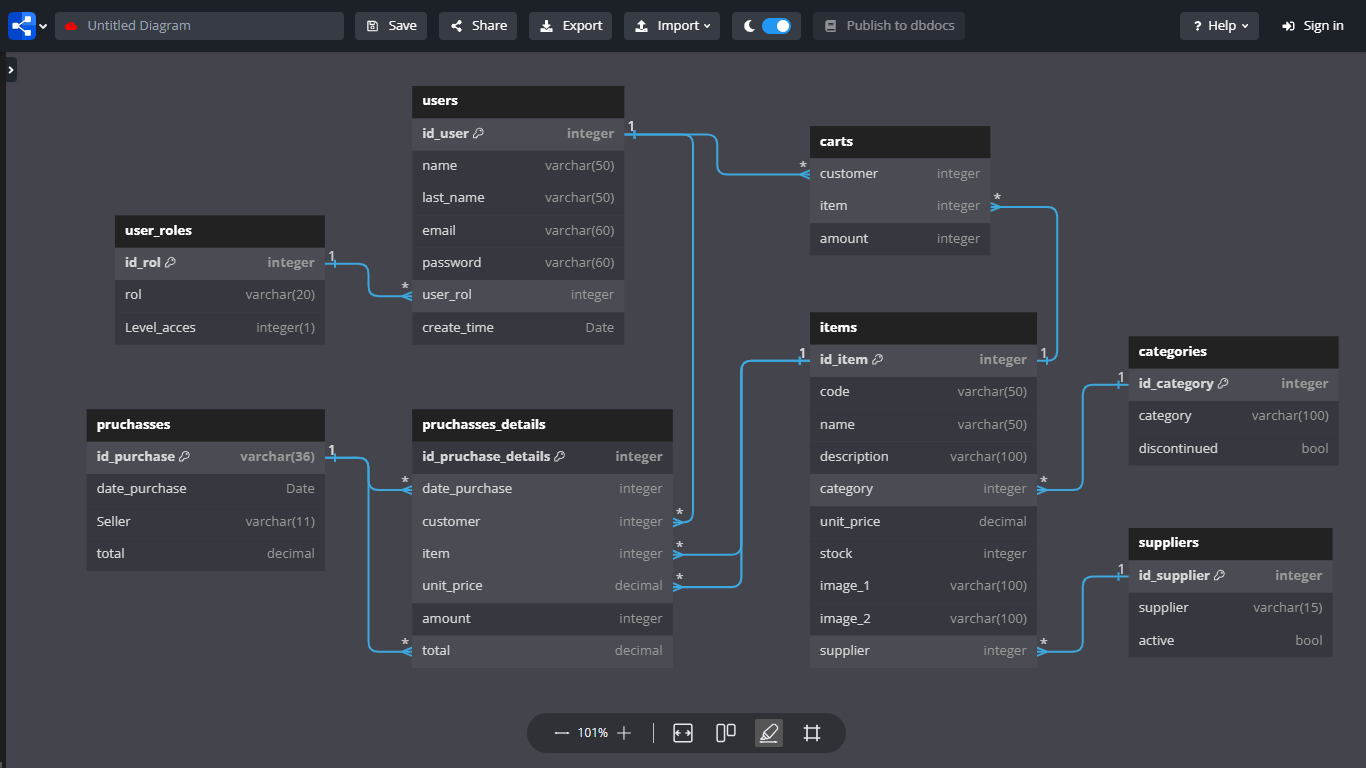 Untitled Diagram Save Share Export Import Publish to dbdocs ? Help Sign in
users
id_user integer
name varchar(50)
last_name varchar(50)
email varchar(60)
password varchar(60)
user_rol integer
create_time Date
1
*
carts
customer integer
item integer
amount integer
*
user_roles
id_rol integer
rol varchar(20)
Level_acces integer(1)
1
*
items
id_item integer
code varchar(50)
name varchar(50)
description varchar(100)
category integer
unit_price decimal
stock integer
image_1 varchar(100)
image_2 varchar(100)
supplier integer
1
1
*
*
categories
id_category integer
category varchar(100)
discontinued bool
1
pruchasses
id_purchase varchar(36)
date_purchase Date
Seller varchar(11)
total decimal
1
*
*
pruchasses_details
id_pruchase_details integer
date_purchase integer
customer integer
item integer
unit_price decimal
amount integer
total decimal
*
*
*
suppliers
id_supplier integer
supplier varchar(15)
active bool
1
101%